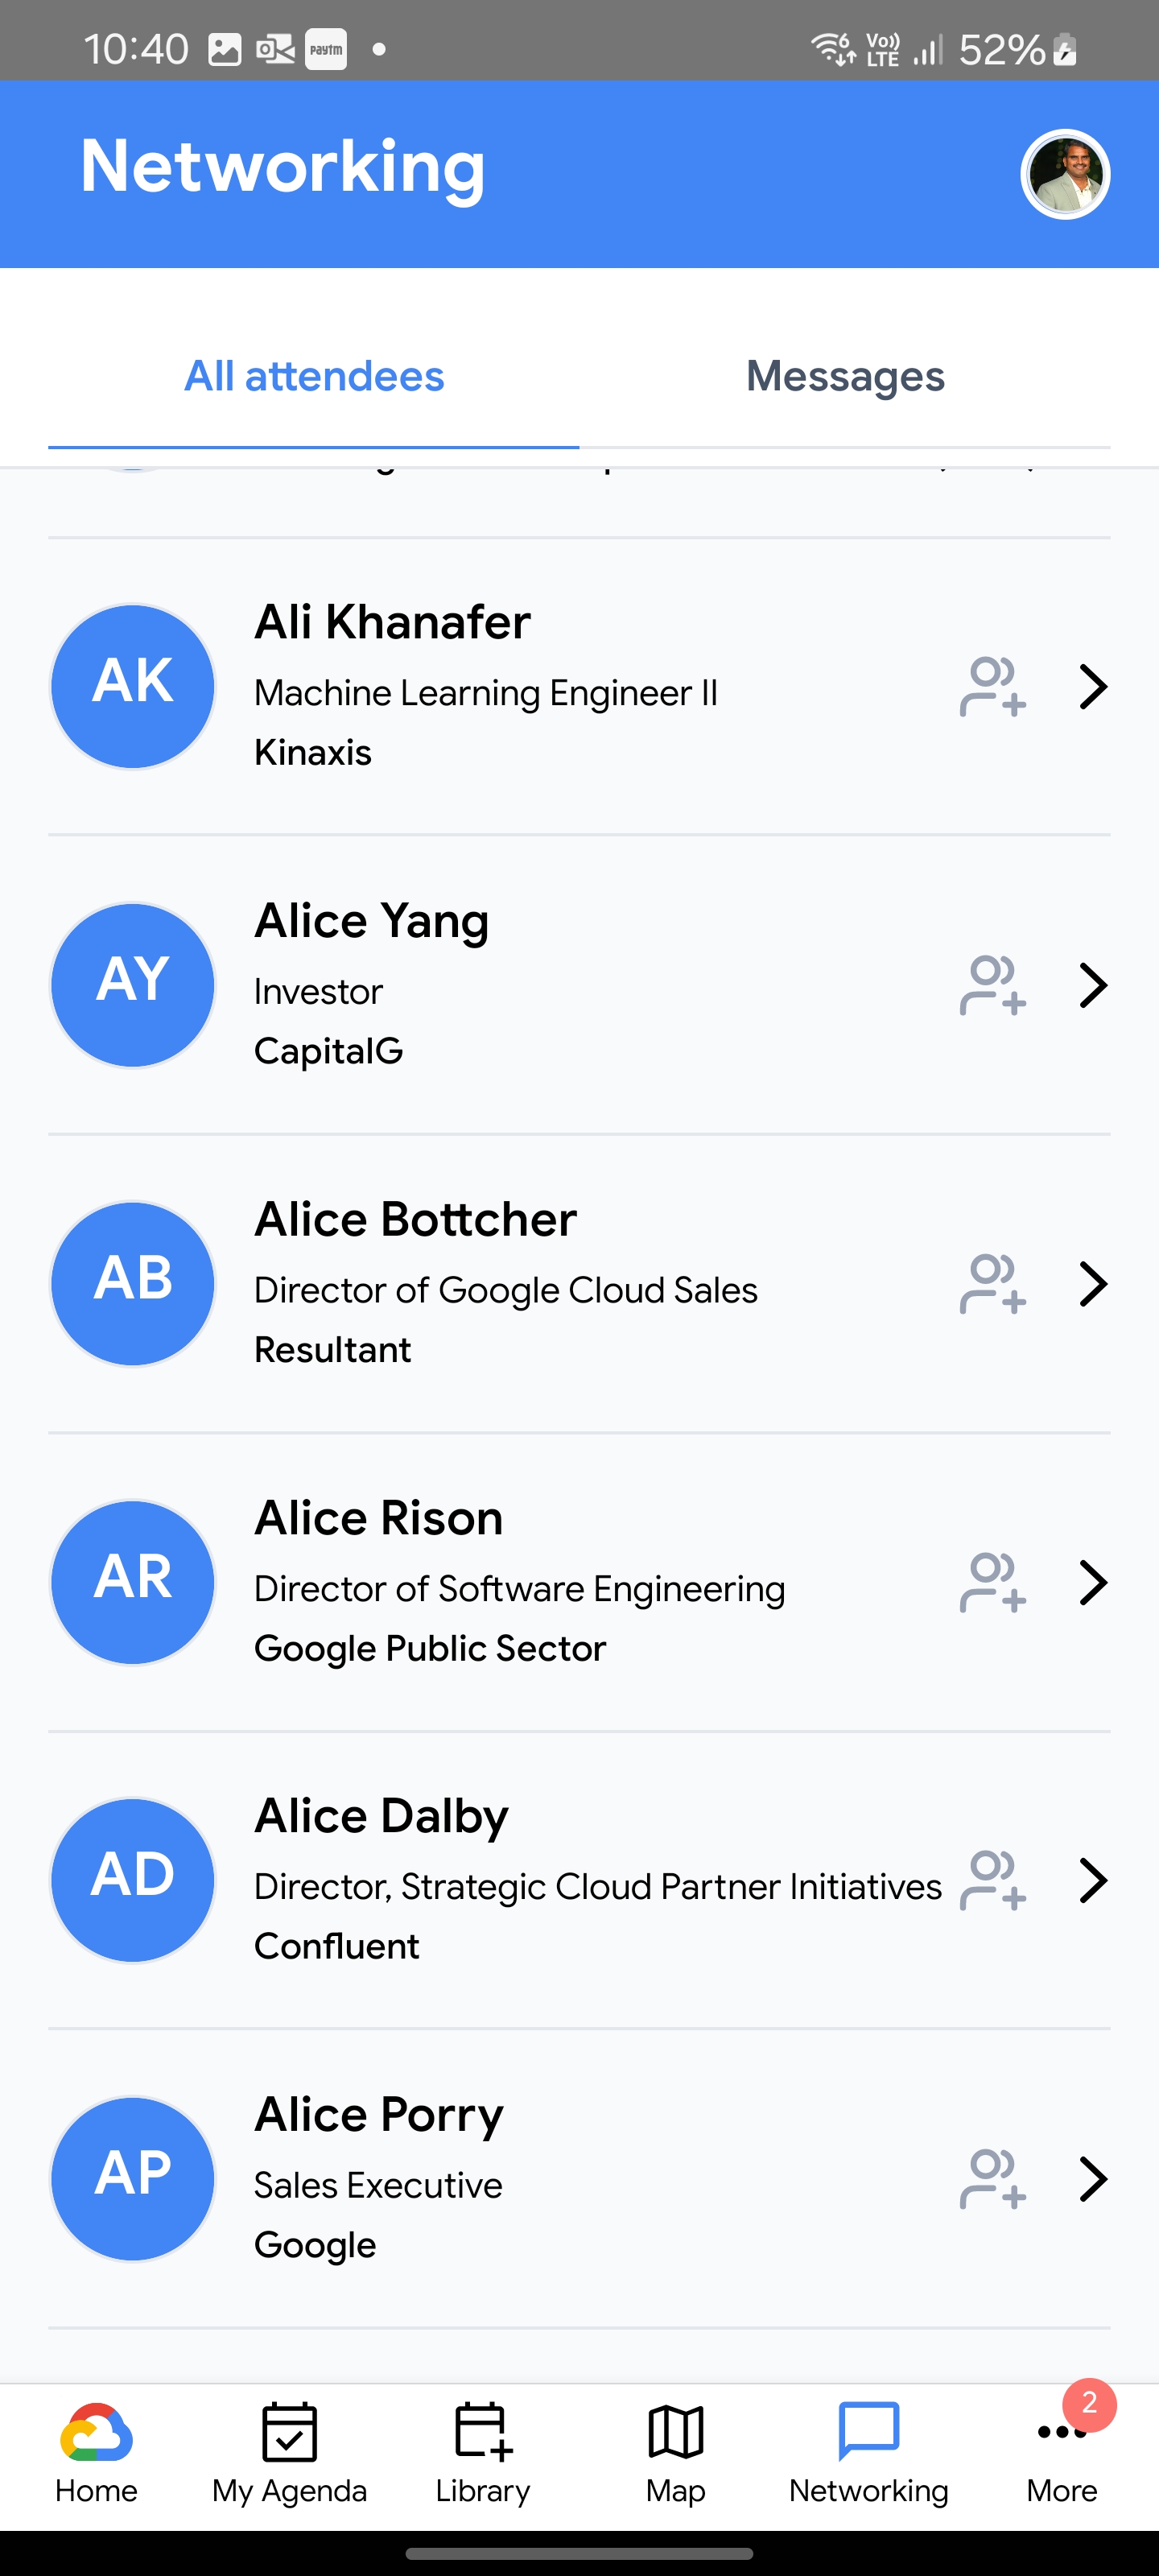 10:40 paytm Vo)) LTE 6 52%
Networking
All attendees Messages
AK
Ali Khanafer
Machine Learning Engineer II
Kinaxis
AY
Alice Yang
Investor
CapitalG
AB
Alice Bottcher
Director of Google Cloud Sales
Resultant
AR
Alice Rison
Director of Software Engineering
Google Public Sector
AD
Alice Dalby
Director, Strategic Cloud Partner Initiatives
Confluent
AP
Alice Porry
Sales Executive
Google
2
Home My Agenda Library Map Networking More